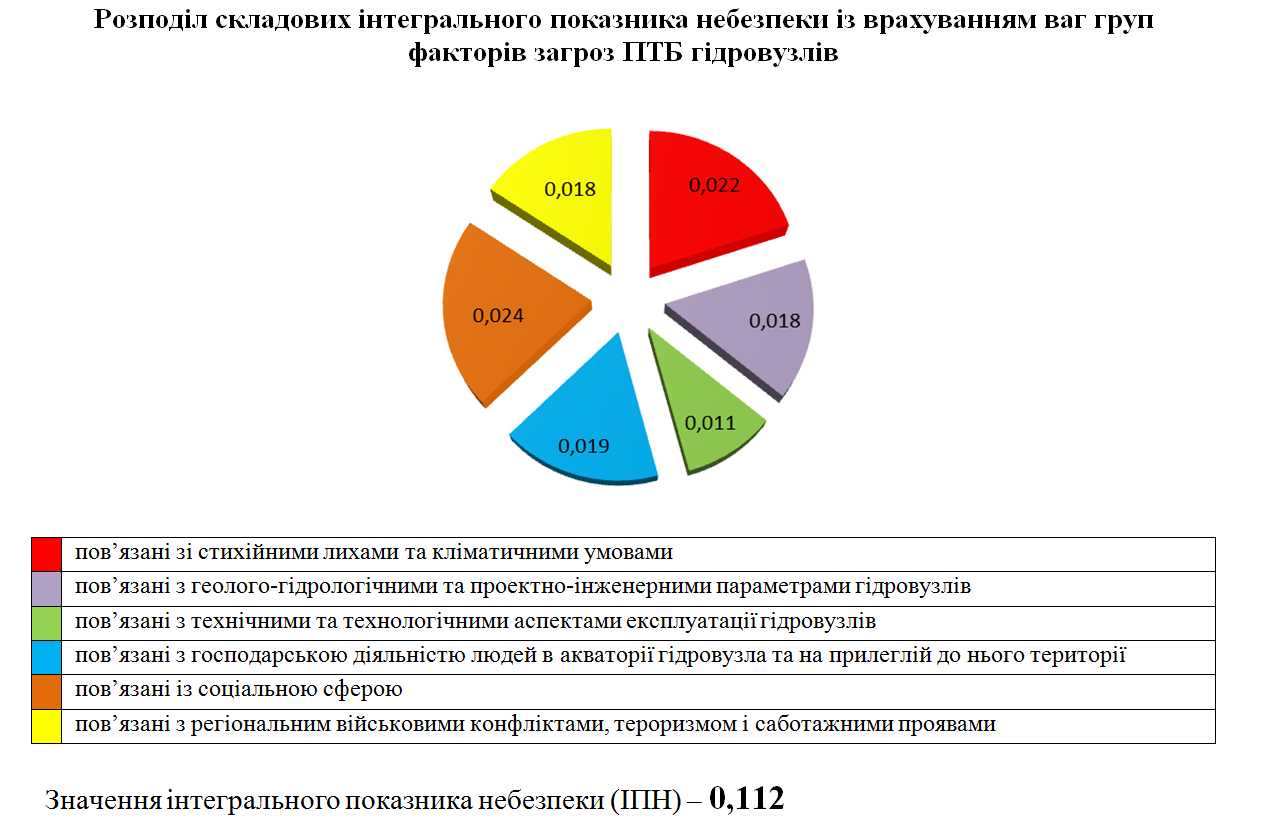 Розподіл складових інтегрального показника небезпеки із врахуванням ваг груп
факторів загроз ПТБ гідровузлів
0,018
0,022
0,024
0,018
0,011
0,019
пов’язані зі стихійними лихами та кліматичними умовами
пов’язані з геолого-гідрологічними та проектно-інженерними параметрами гідровузлів
пов’язані з технічними та технологічними аспектами експлуатації гідровузлів
пов’язані з господарською діяльністю людей в акваторії гідровузла та на прилеглій до нього території
пов’язані із соціальною сферою
пов’язані з регіональним військовими конфліктами, тероризмом і саботажними проявами
Значення інтегрального показника небезпеки (ІПН) – 0,112